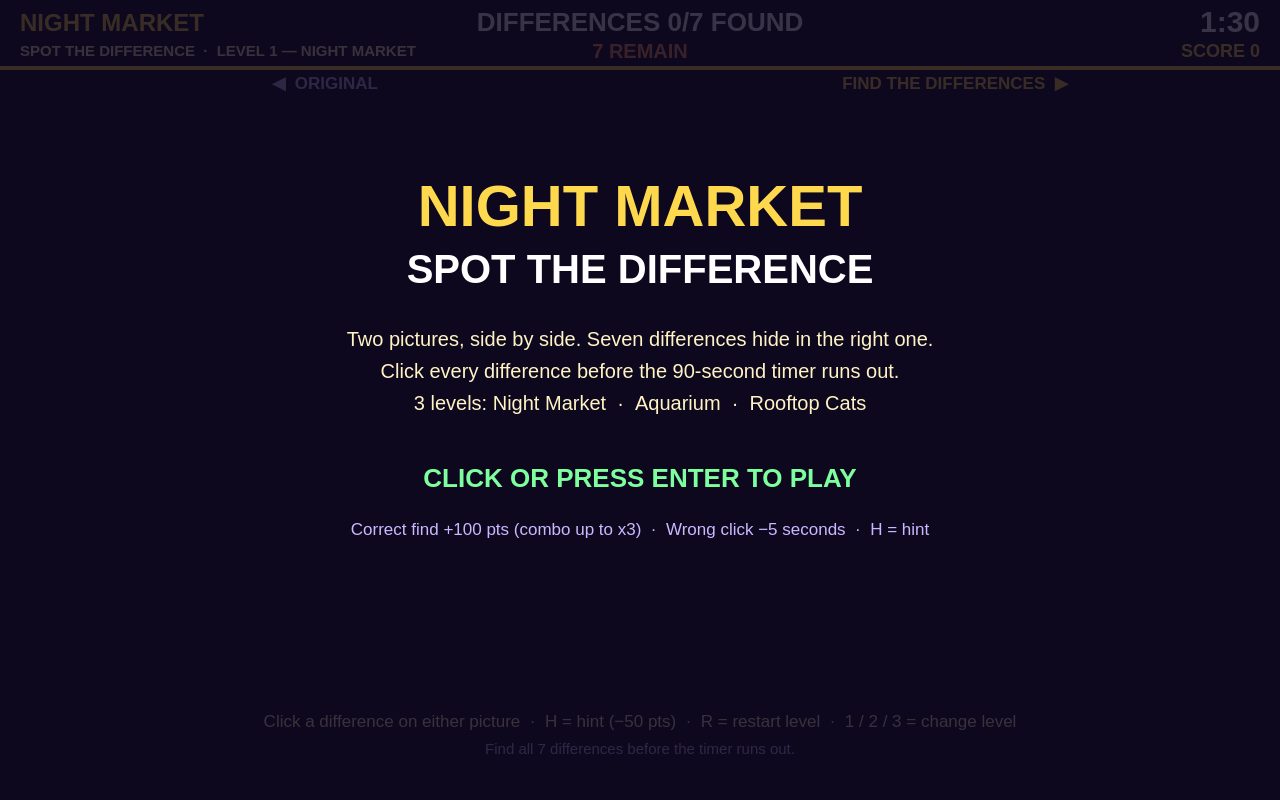 NIGHT MARKET
DIFFERENCES 0/7 FOUND
1:30
SPOT THE DIFFERENCE · LEVEL 1 — NIGHT MARKET
7 REMAIN
SCORE 0
◀ ORIGINAL
FIND THE DIFFERENCES ▶
NIGHT MARKET
SPOT THE DIFFERENCE
Two pictures, side by side. Seven differences hide in the right one.
Click every difference before the 90-second timer runs out.
3 levels: Night Market · Aquarium · Rooftop Cats
CLICK OR PRESS ENTER TO PLAY
Correct find +100 pts (combo up to x3) · Wrong click −5 seconds · H = hint
Click a difference on either picture · H = hint (−50 pts) · R = restart level · 1 / 2 / 3 = change level
Find all 7 differences before the timer runs out.